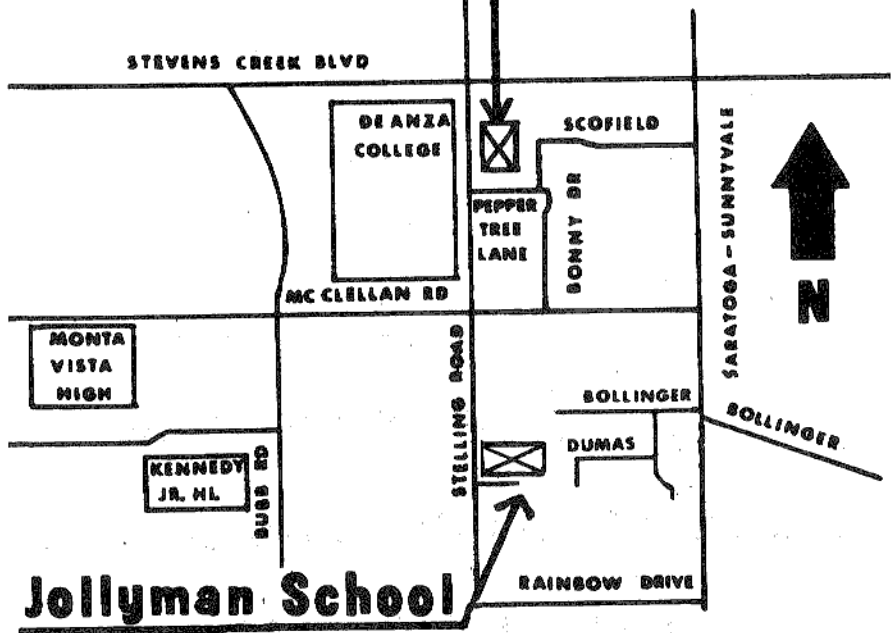 STEVENS CREEK BLVD
DE ANZA
COLLEGE
SCOFIELD
PEPPER
TREE
LANE
BONNY DR
SARATOGA-SUNNYVALE
N
MC CLELLAN RD
MONTA
VISTA
HIGH
STELLING ROAD
BOLLINGER
BOLLINGER
DUMAS
KENNEDY
JR. HI.
BUBB RD
Jollyman School
RAINBOW DRIVE